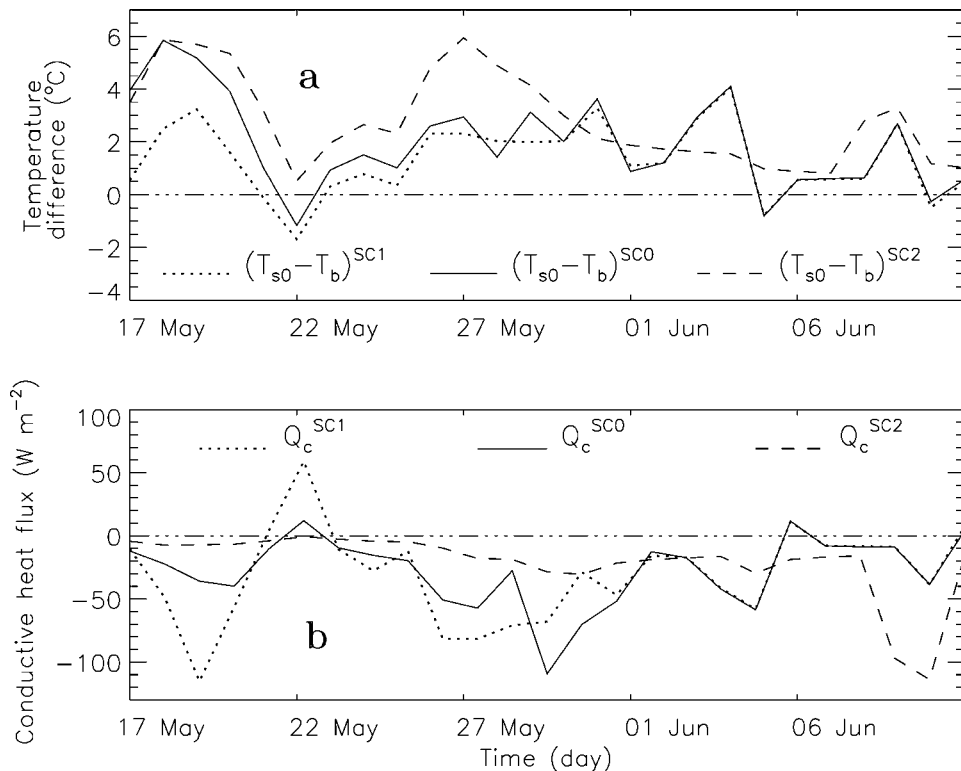 Temperature
difference (°C)
6
4
2
0
−2
−4
a
(T_s0−T_b)^SC1 (T_s0−T_b)^SC0 (T_s0−T_b)^SC2
17 May 22 May 27 May 01 Jun 06 Jun
Conductive heat flux (W m⁻²)
100
50
0
−50
−100
Q_c^SC1 Q_c^SC0 Q_c^SC2
b
17 May 22 May 27 May 01 Jun 06 Jun
Time (day)